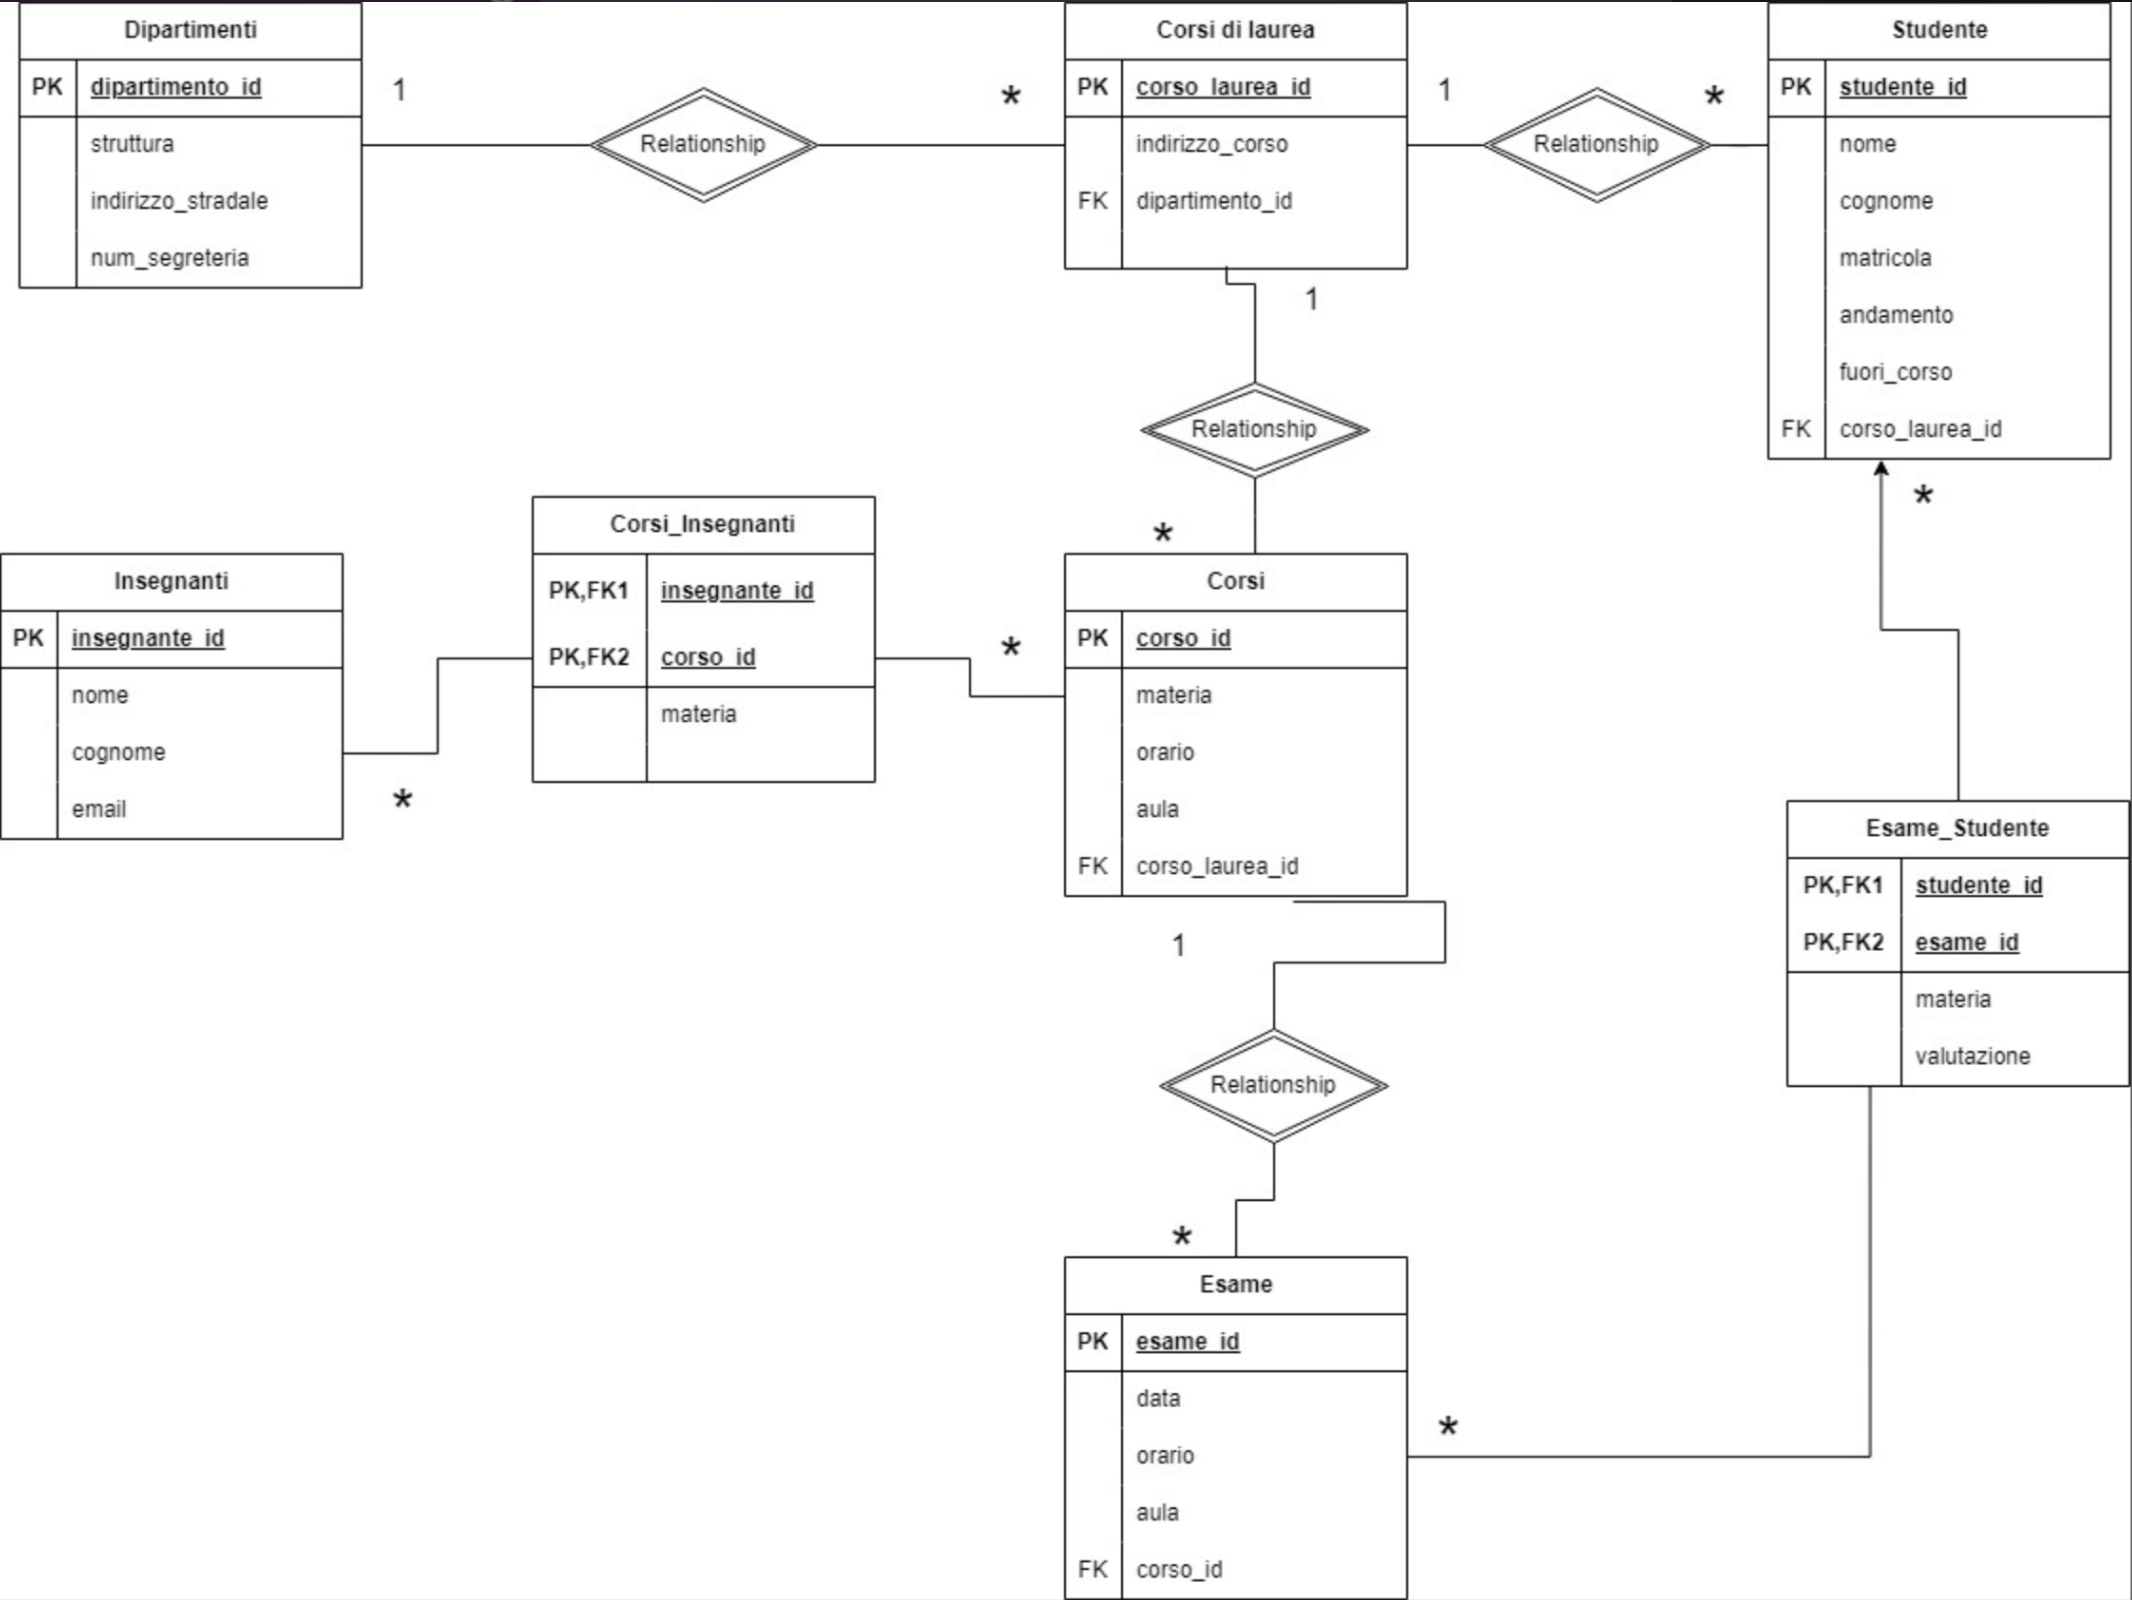 Dipartimenti
PK dipartimento_id
struttura
indirizzo_stradale
num_segreteria
1
Relationship
*
Corsi di laurea
PK corso_laurea_id
indirizzo_corso
FK dipartimento_id
1
Relationship
*
Studente
PK studente_id
nome
cognome
matricola
andamento
fuori_corso
FK corso_laurea_id
1
Relationship
*
*
Insegnanti
PK insegnante_id
nome
cognome
email
*
Corsi_Insegnanti
PK,FK1 insegnante_id
PK,FK2 corso_id
materia
*
Corsi
PK corso_id
materia
orario
aula
FK corso_laurea_id
1
Relationship
*
Esame_Studente
PK,FK1 studente_id
PK,FK2 esame_id
materia
valutazione
Esame
PK esame_id
data
orario
aula
FK corso_id
*